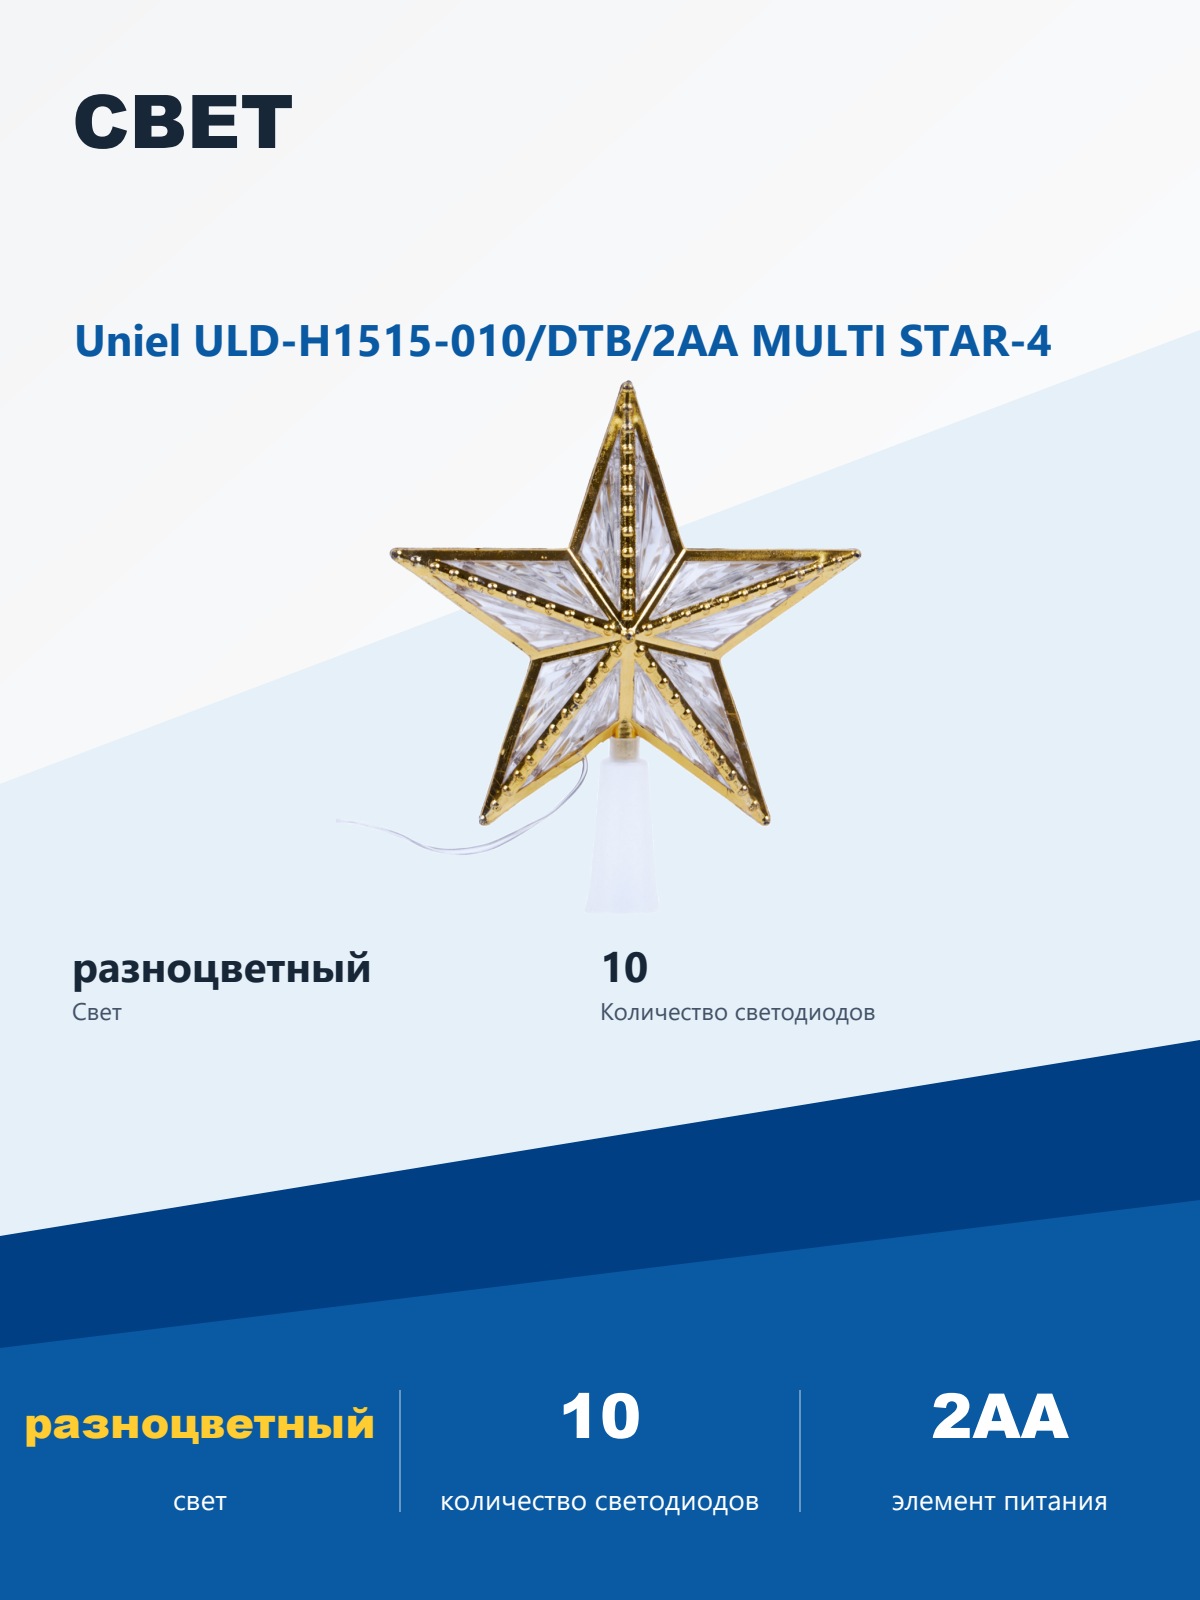 СВЕТ
Uniel ULD-H1515-010/DTB/2AA MULTI STAR-4
разноцветный
Свет
10
Количество светодиодов
разноцветный
свет
10
количество светодиодов
2AA
элемент питания